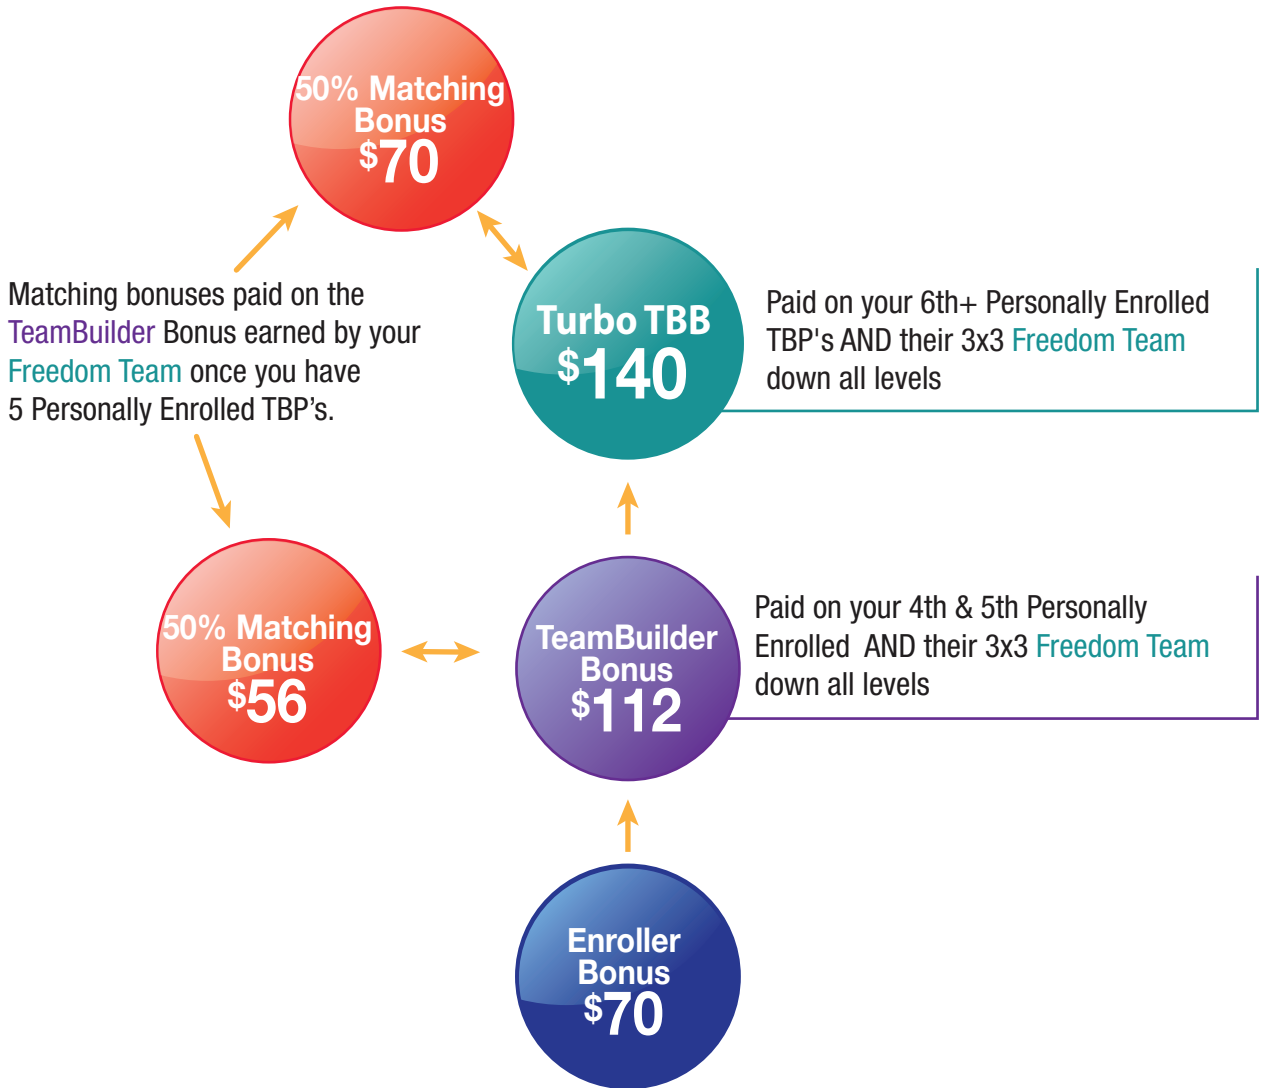 50% Matching
Bonus
$70
Matching bonuses paid on the
TeamBuilder Bonus earned by your
Freedom Team once you have
5 Personally Enrolled TBP’s.
Turbo TBB
$140
Paid on your 6th+ Personally Enrolled
TBP's AND their 3x3 Freedom Team
down all levels
50% Matching
Bonus
$56
TeamBuilder
Bonus
$112
Paid on your 4th & 5th Personally
Enrolled AND their 3x3 Freedom Team
down all levels
Enroller
Bonus
$70